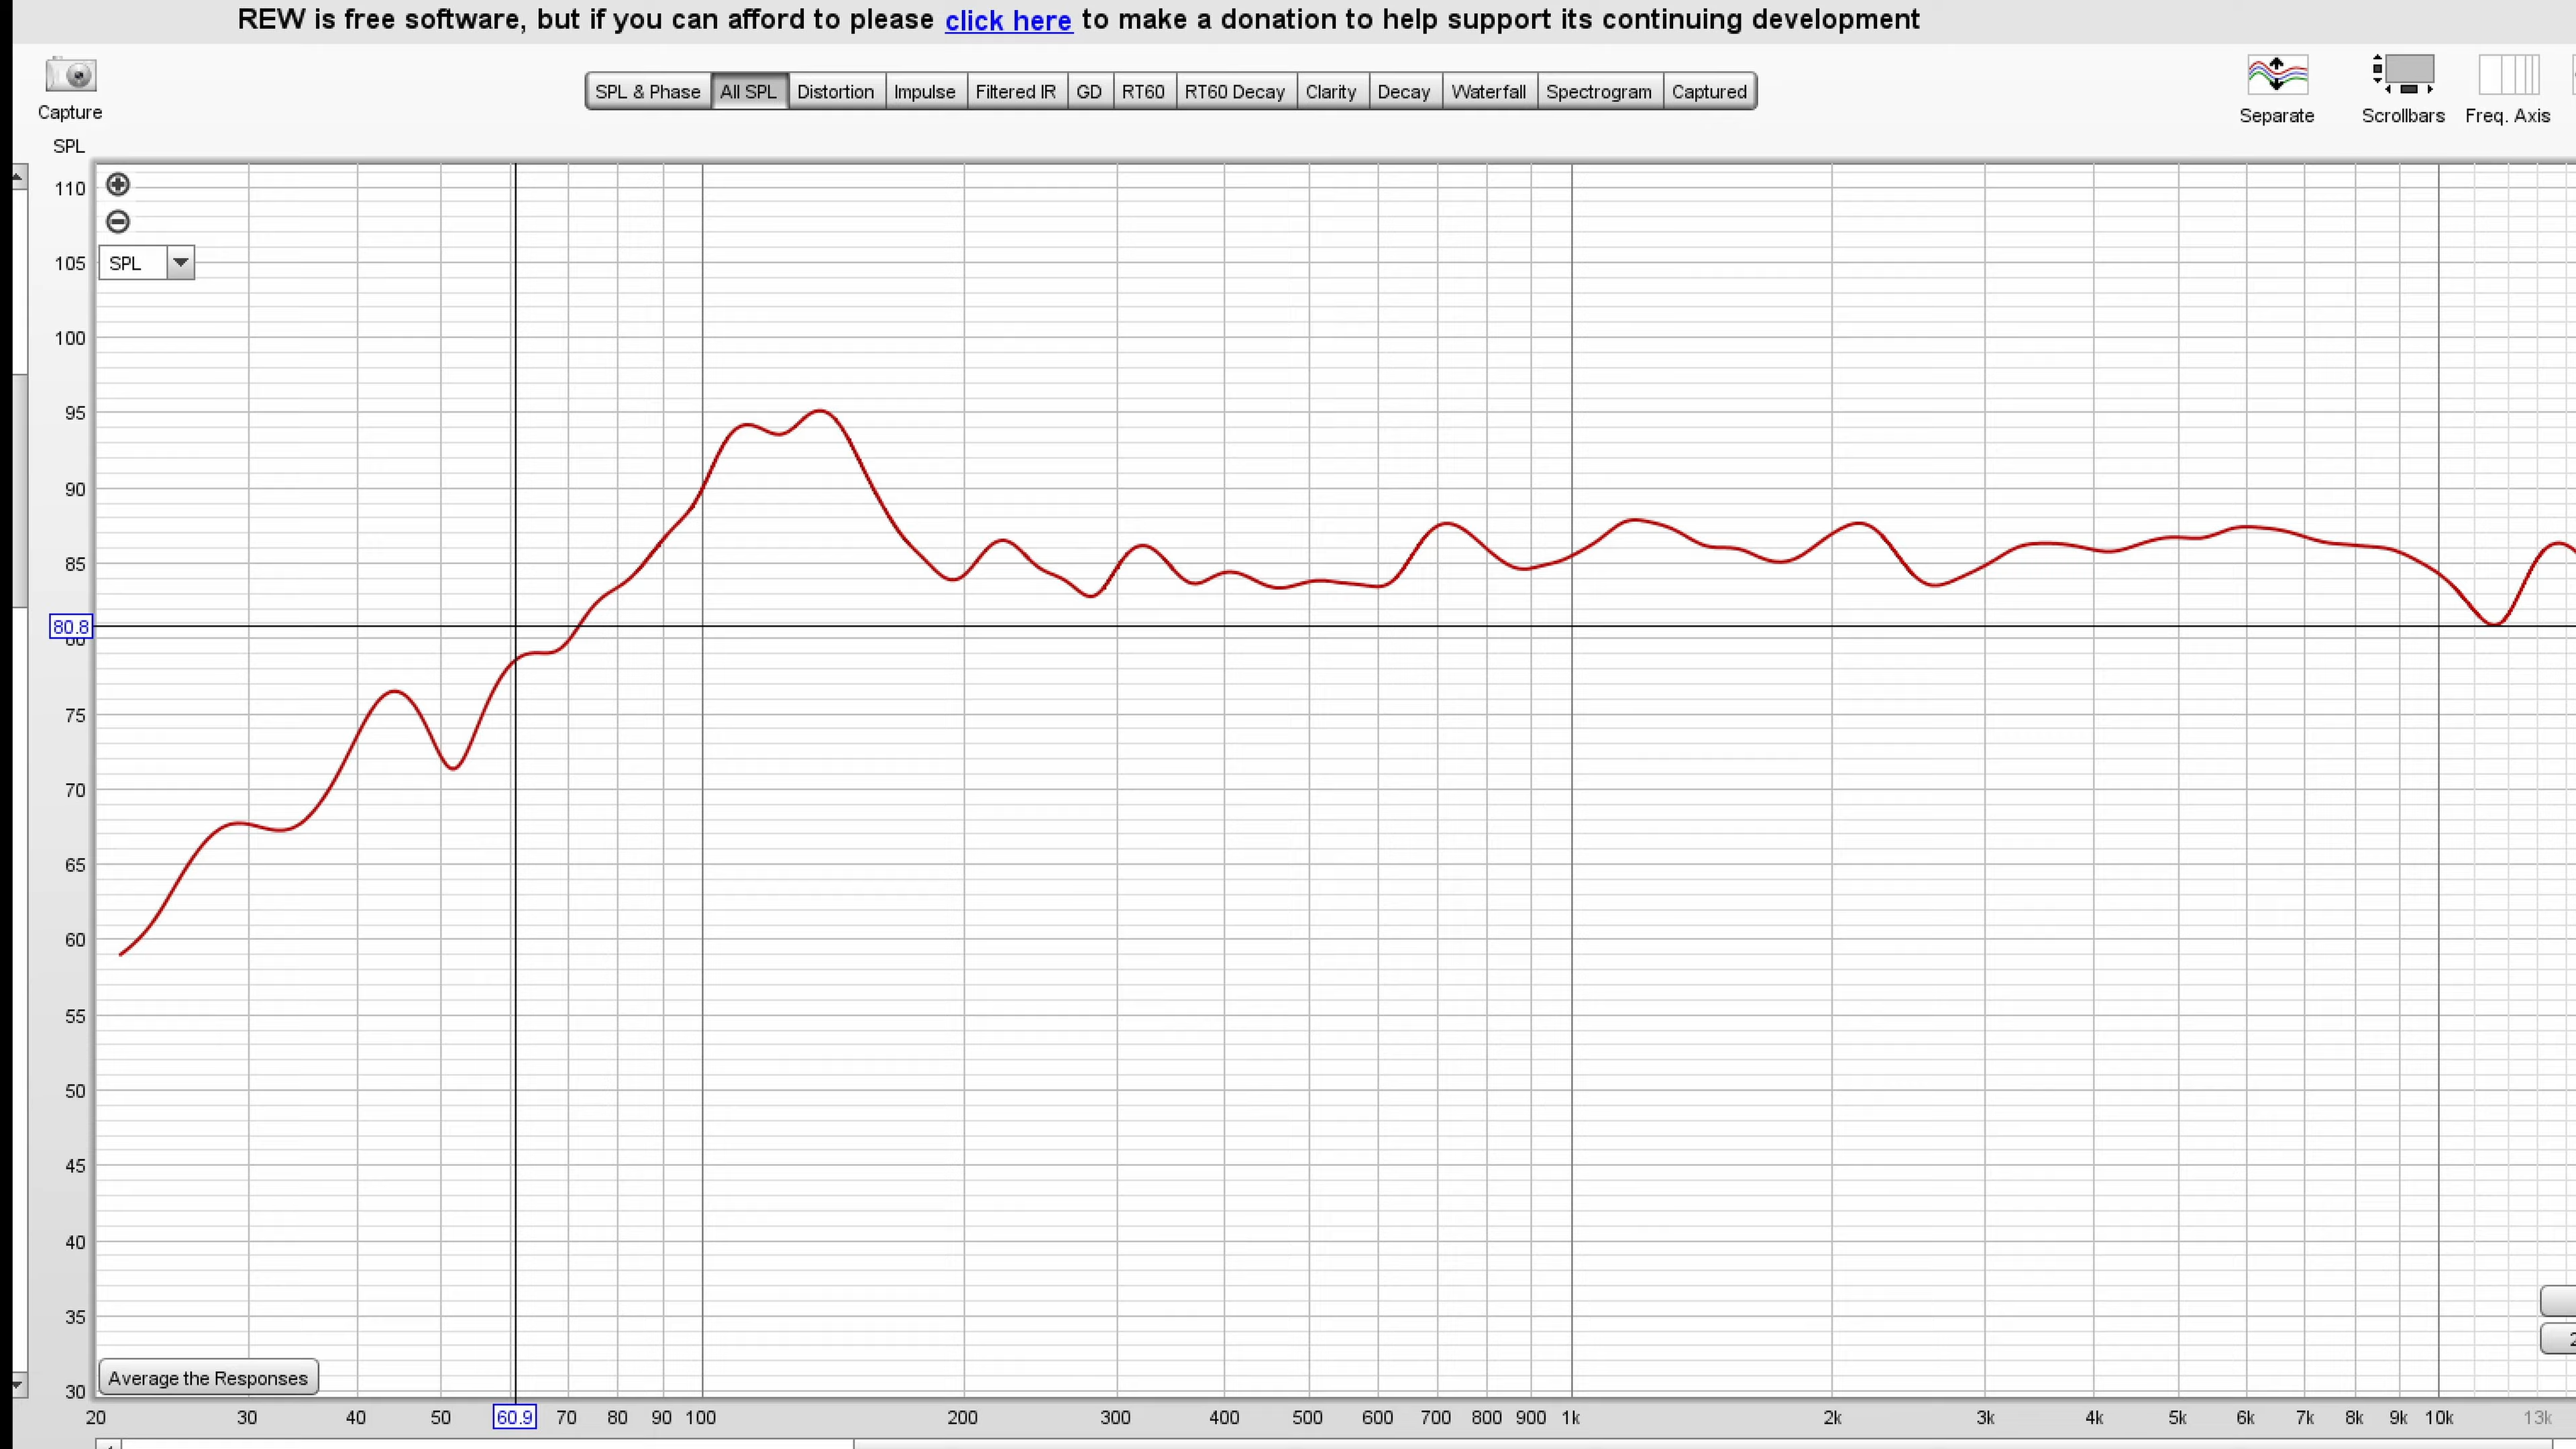 REW is free software, but if you can afford to please click here to make a donation to help support its continuing development
Capture
SPL & Phase All SPL Distortion Impulse Filtered IR GD RT60 RT60 Decay Clarity Decay Waterfall Spectrogram Captured
Separate Scrollbars Freq. Axis
SPL
110
105
SPL
100
95
90
85
80.8
80
75
70
65
60
55
50
45
40
35
2
Average the Responses
30
20 30 40 50 60.9 70 80 90 100 200 300 400 500 600 700 800 900 1k 2k 3k 4k 5k 6k 7k 8k 9k 10k 13k